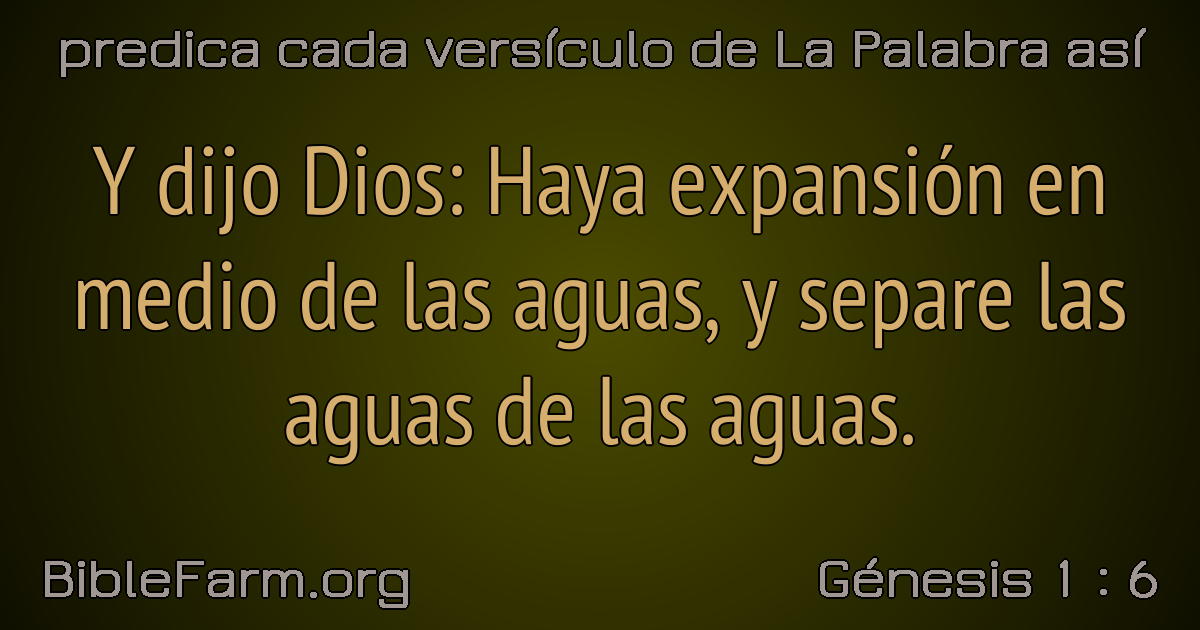 predica cada versículo de La Palabra así
Y dijo Dios: Haya expansión en
medio de las aguas, y separe las
aguas de las aguas.
BibleFarm.org
Génesis 1 : 6